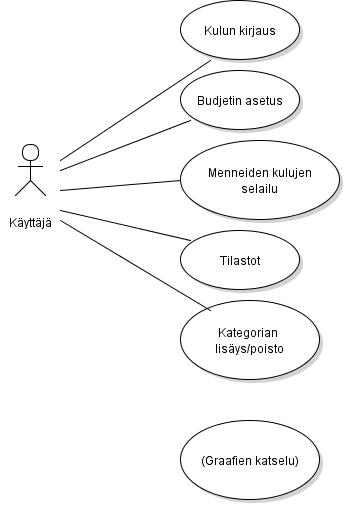 Kulun kirjaus
Budjetin asetus
Menneiden kulujen
selailu
Käyttäjä
Tilastot
Kategorian
lisäys/poisto
(Graafien katselu)